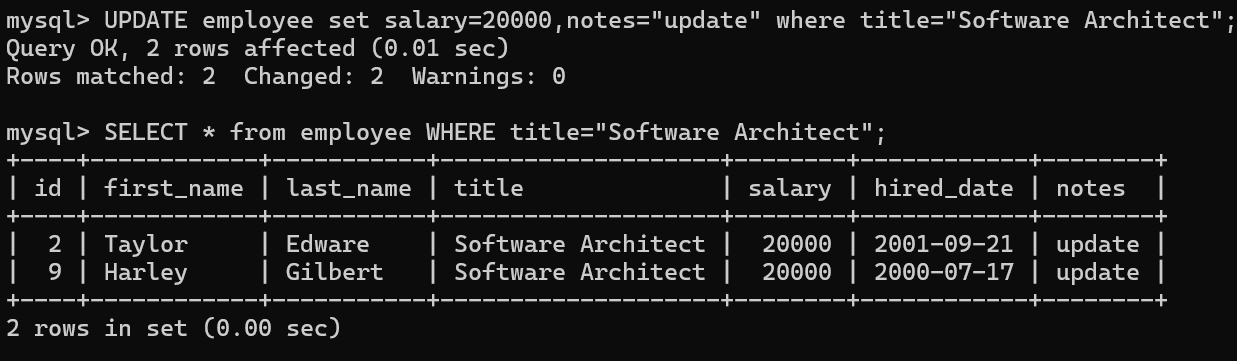 mysql> UPDATE employee set salary=20000,notes="update" where title="Software Architect";
Query OK, 2 rows affected (0.01 sec)
Rows matched: 2  Changed: 2  Warnings: 0

mysql> SELECT * from employee WHERE title="Software Architect";
+----+------------+-----------+--------------------+--------+------------+--------+
| id | first_name | last_name | title              | salary | hired_date | notes  |
+----+------------+-----------+--------------------+--------+------------+--------+
|  2 | Taylor     | Edware    | Software Architect |  20000 | 2001-09-21 | update |
|  9 | Harley     | Gilbert   | Software Architect |  20000 | 2000-07-17 | update |
+----+------------+-----------+--------------------+--------+------------+--------+
2 rows in set (0.00 sec)